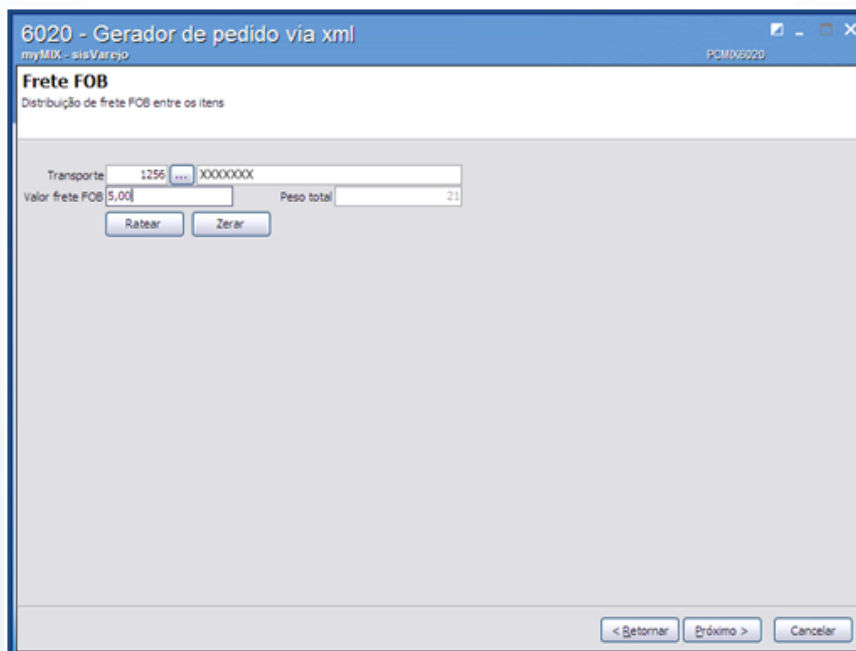 6020 - Gerador de pedido via xml
myMIX - sisVarejo PCMIX6020
Frete FOB
Distribuição de frete FOB entre os itens
Transporte 1256 ... XXXXXXX
Valor frete FOB 5,00 Peso total 21
Ratear Zerar
< Retornar Próximo > Cancelar